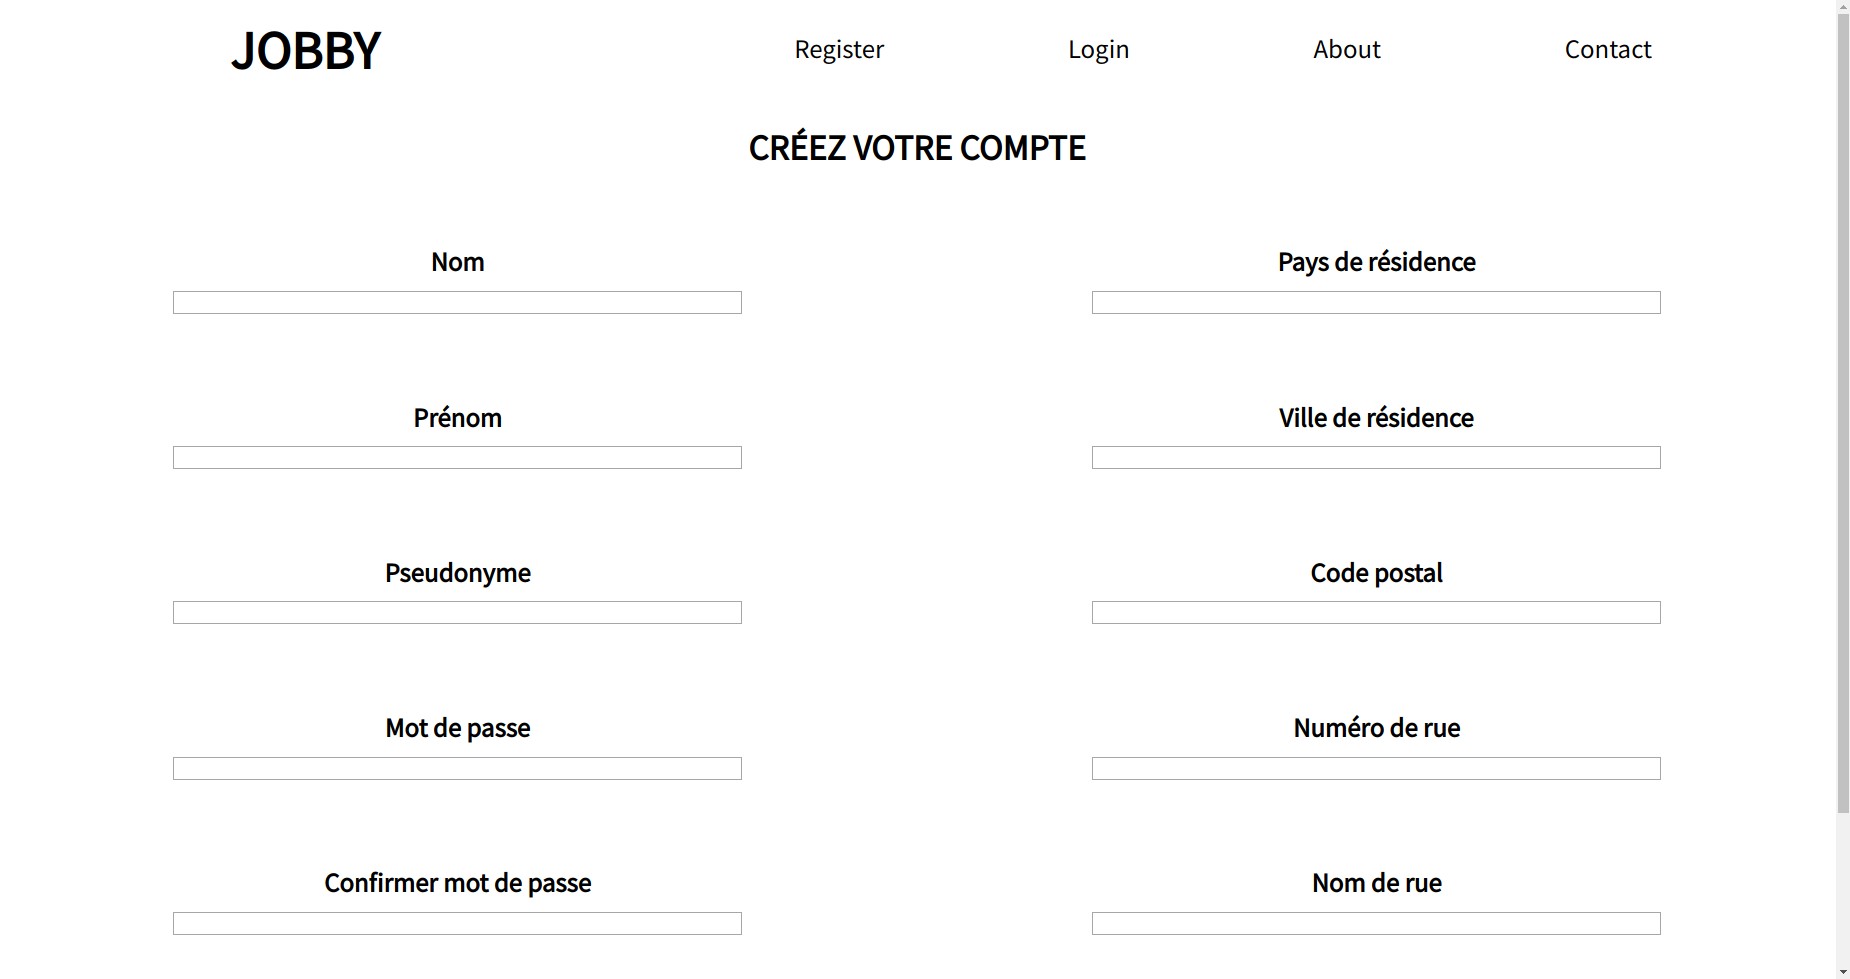 JOBBY
Register
Login
About
Contact
CRÉEZ VOTRE COMPTE
Nom
Pays de résidence
Prénom
Ville de résidence
Pseudonyme
Code postal
Mot de passe
Numéro de rue
Confirmer mot de passe
Nom de rue